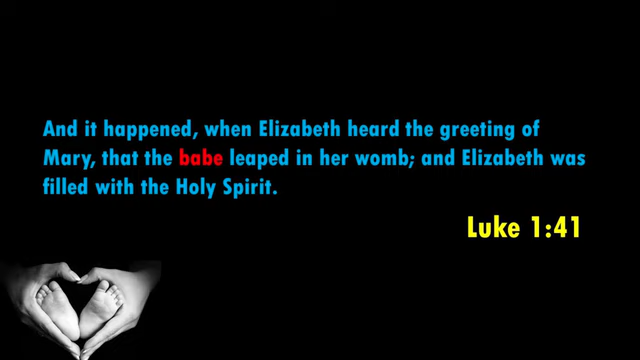 And it happened, when Elizabeth heard the greeting of
Mary, that the babe leaped in her womb; and Elizabeth was
filled with the Holy Spirit.
Luke 1:41